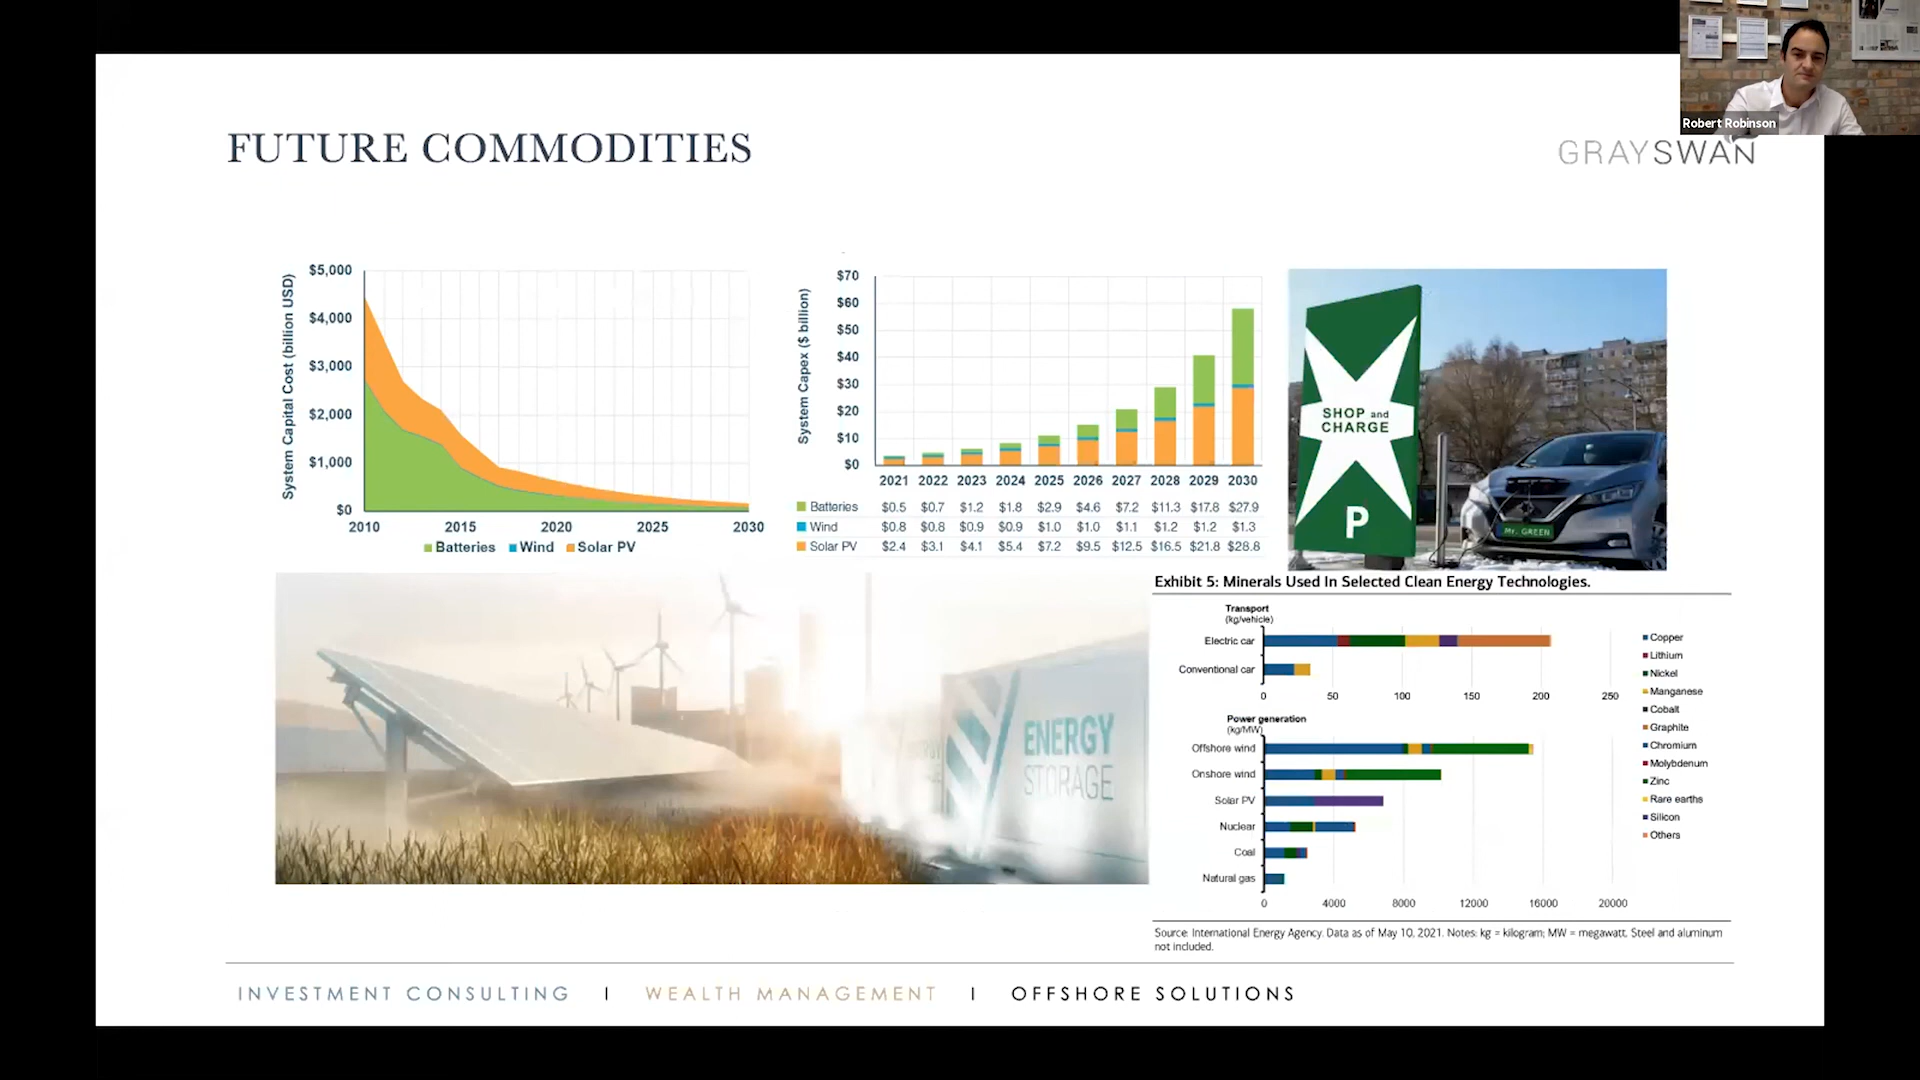 Robert Robinson
FUTURE COMMODITIES
GRAYSWAN
System Capital Cost (billion USD)
$5,000
$4,000
$3,000
$2,000
$1,000
$0
2010 2015 2020 2025 2030
Batteries Wind Solar PV
System Capex ($ billion)
$70
$60
$50
$40
$30
$20
$10
$0
2021 2022 2023 2024 2025 2026 2027 2028 2029 2030
Batteries $0.5 $0.7 $1.2 $1.8 $2.9 $4.6 $7.2 $11.3 $17.8 $27.9
Wind $0.8 $0.8 $0.9 $0.9 $1.0 $1.0 $1.1 $1.2 $1.2 $1.3
Solar PV $2.4 $3.1 $4.1 $5.4 $7.2 $9.5 $12.5 $16.5 $21.8 $28.8
SHOP and
CHARGE
P
Mr. GREEN
ENERGY
STORAGE
Exhibit 5: Minerals Used In Selected Clean Energy Technologies.
Transport
(kg/vehicle)
Electric car
Conventional car
0 50 100 150 200 250
Power generation
(kg/MW)
Offshore wind
Onshore wind
Solar PV
Nuclear
Coal
Natural gas
0 4000 8000 12000 16000 20000
Copper
Lithium
Nickel
Manganese
Cobalt
Graphite
Chromium
Molybdenum
Zinc
Rare earths
Silicon
Others
Source: International Energy Agency. Data as of May 10, 2021. Notes: kg = kilogram; MW = megawatt. Steel and aluminum
not included.
INVESTMENT CONSULTING | WEALTH MANAGEMENT | OFFSHORE SOLUTIONS